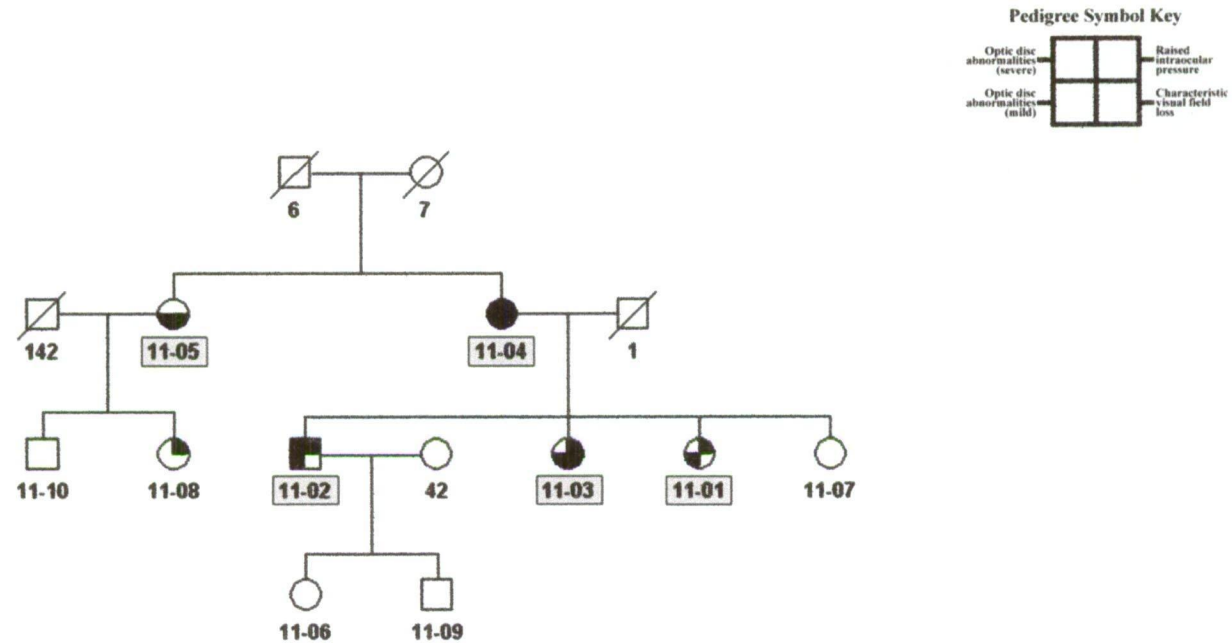 Pedigree Symbol Key
Optic disc
abnormalities
(severe)
Raised
intraocular
pressure
Optic disc
abnormalities
(mild)
Characteristic
visual field
loss
6
7
142
11-05
11-04
1
11-10
11-08
11-02
42
11-03
11-01
11-07
11-06
11-09